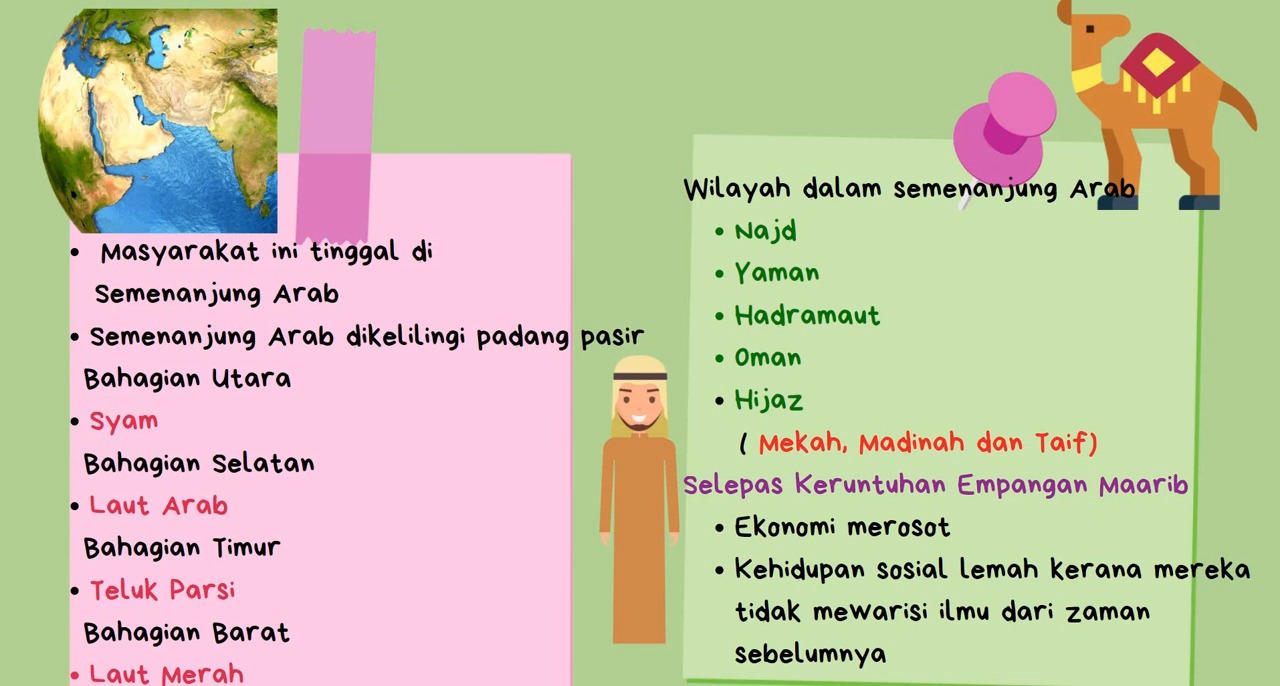 • Masyarakat ini tinggal di
Semenanjung Arab
• Semenanjung Arab dikelilingi padang pasir
Bahagian Utara
• Syam
Bahagian Selatan
• Laut Arab
Bahagian Timur
• Teluk Parsi
Bahagian Barat
• Laut Merah
Wilayah dalam semenanjung Arab
• Najd
• Yaman
• Hadramaut
• Oman
• Hijaz
( Mekah, Madinah dan Taif)
Selepas Keruntuhan Empangan Maarib
• Ekonomi merosot
• Kehidupan sosial lemah kerana mereka
tidak mewarisi ilmu dari zaman
sebelumnya